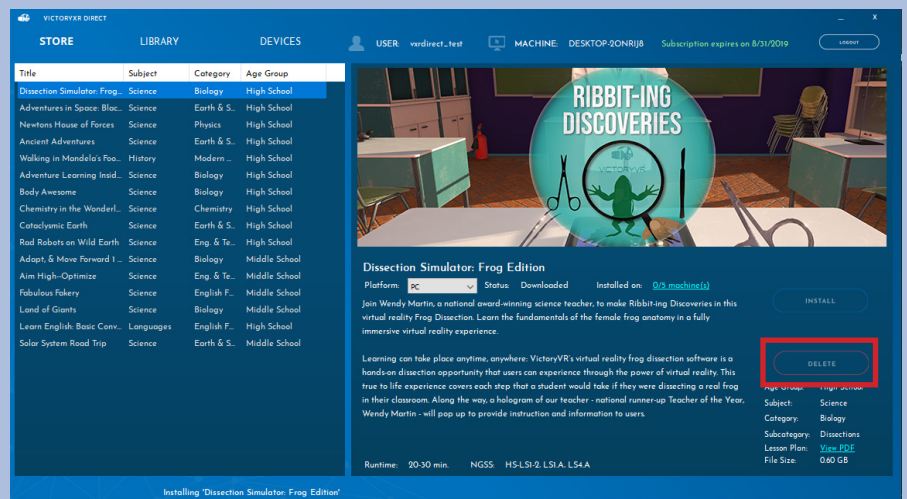 VICTORYXR DIRECT
_ X
STORE LIBRARY DEVICES USER: vxrdirect_test MACHINE: DESKTOP-2ONRIJ8 Subscription expires on 8/31/2019 LOGOUT
Title Subject Category Age Group
Dissection Simulator: Frog... Science Biology High School
Adventures in Space: Blac... Science Earth & S... High School
Newtons House of Forces Science Physics High School
Ancient Adventures Science Earth & S... High School
Walking in Mandela's Foo... History Modern ... High School
Adventure Learning Insid... Science Biology High School
Body Awesome Science Biology High School
Chemistry in the Wonderl... Science Chemistry High School
Cataclysmic Earth Science Earth & S... High School
Rad Robots on Wild Earth Science Eng. & Te... High School
Adapt, & Move Forward 1 ... Science Biology Middle School
Aim High--Optimize Science Eng. & Te... Middle School
Fabulous Fakery Science English F... Middle School
Land of Giants Science Biology Middle School
Learn English: Basic Conv... Languages English F... High School
Solar System Road Trip Science Earth & S... Middle School
RIBBIT-ING
DISCOVERIES
VICTORYVR
Dissection Simulator: Frog Edition
Platform: PC Status: Downloaded Installed on: 0/5 machine(s)
INSTALL
Join Wendy Martin, a national award-winning science teacher, to make Ribbit-ing Discoveries in this
virtual reality Frog Dissection. Learn the fundamentals of the female frog anatomy in a fully
immersive virtual reality experience.
Learning can take place anytime, anywhere: VictoryVR's virtual reality frog dissection software is a
hands-on dissection opportunity that users can experience through the power of virtual reality. This
true to life experience covers each step that a student would take if they were dissecting a real frog
in their classroom. Along the way, a hologram of our teacher - national runner-up Teacher of the Year,
Wendy Martin - will pop up to provide instruction and information to users.
DELETE
Age Group: High School
Subject: Science
Category: Biology
Subcategory: Dissections
Lesson Plan: View PDF
File Size: 0.60 GB
Runtime: 20-30 min. NGSS: HS-LS1-2. LS1.A. LS4.A
Installing 'Dissection Simulator: Frog Edition'